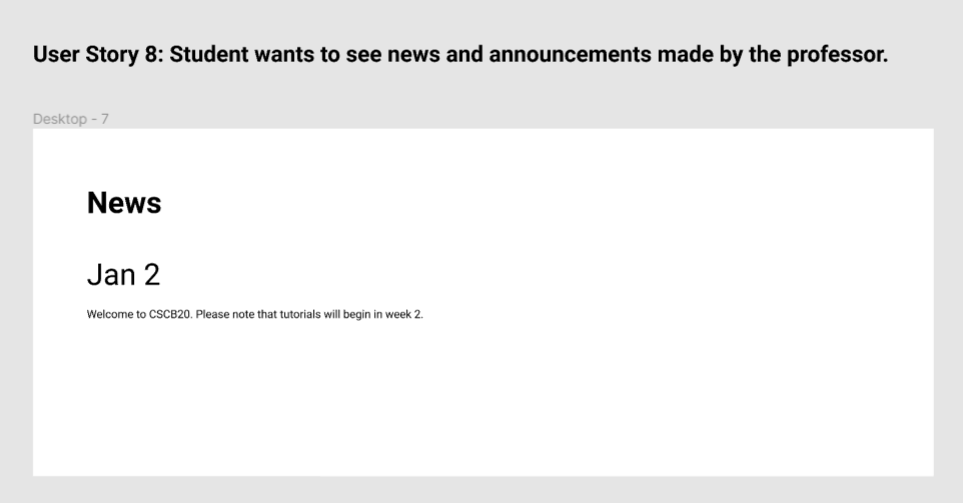 User Story 8: Student wants to see news and announcements made by the professor.
Desktop - 7
News
Jan 2
Welcome to CSCB20. Please note that tutorials will begin in week 2.